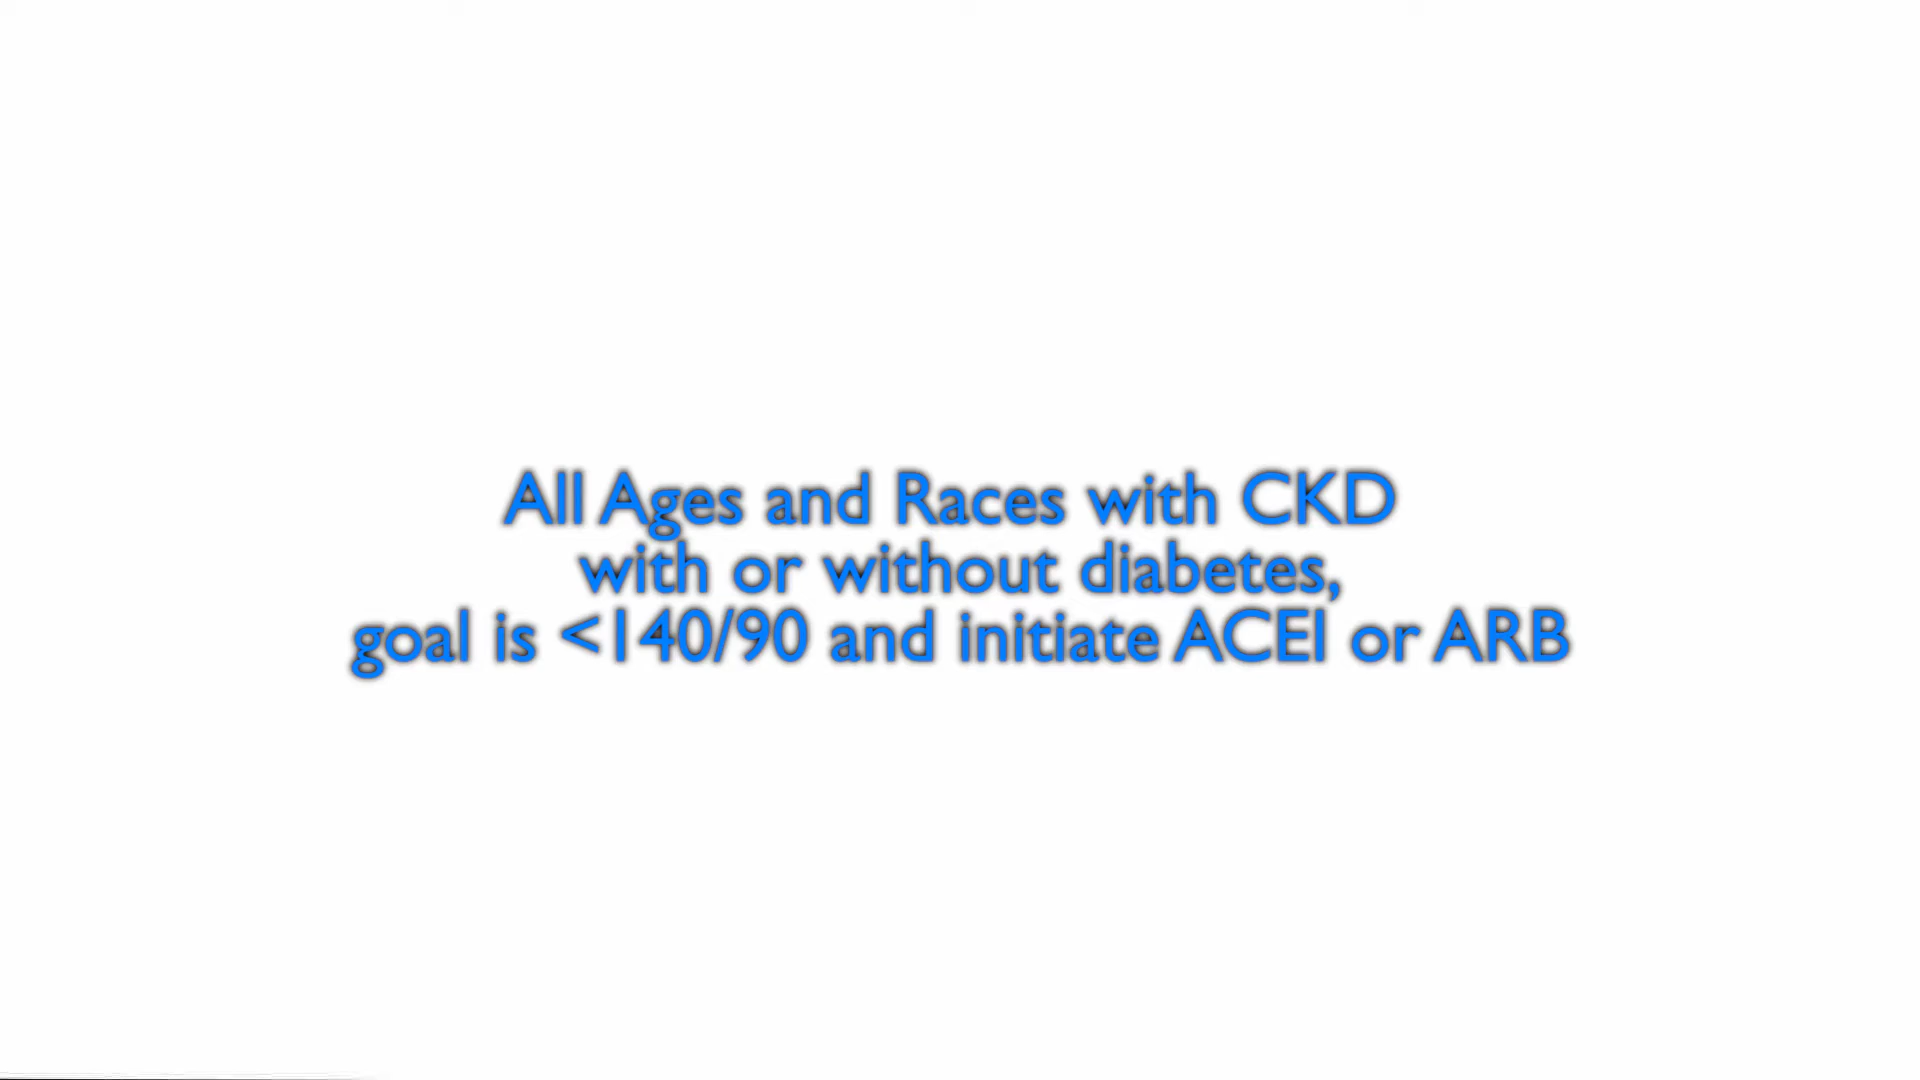 All Ages and Races with CKD
with or without diabetes,
goal is <140/90 and initiate ACEI or ARB